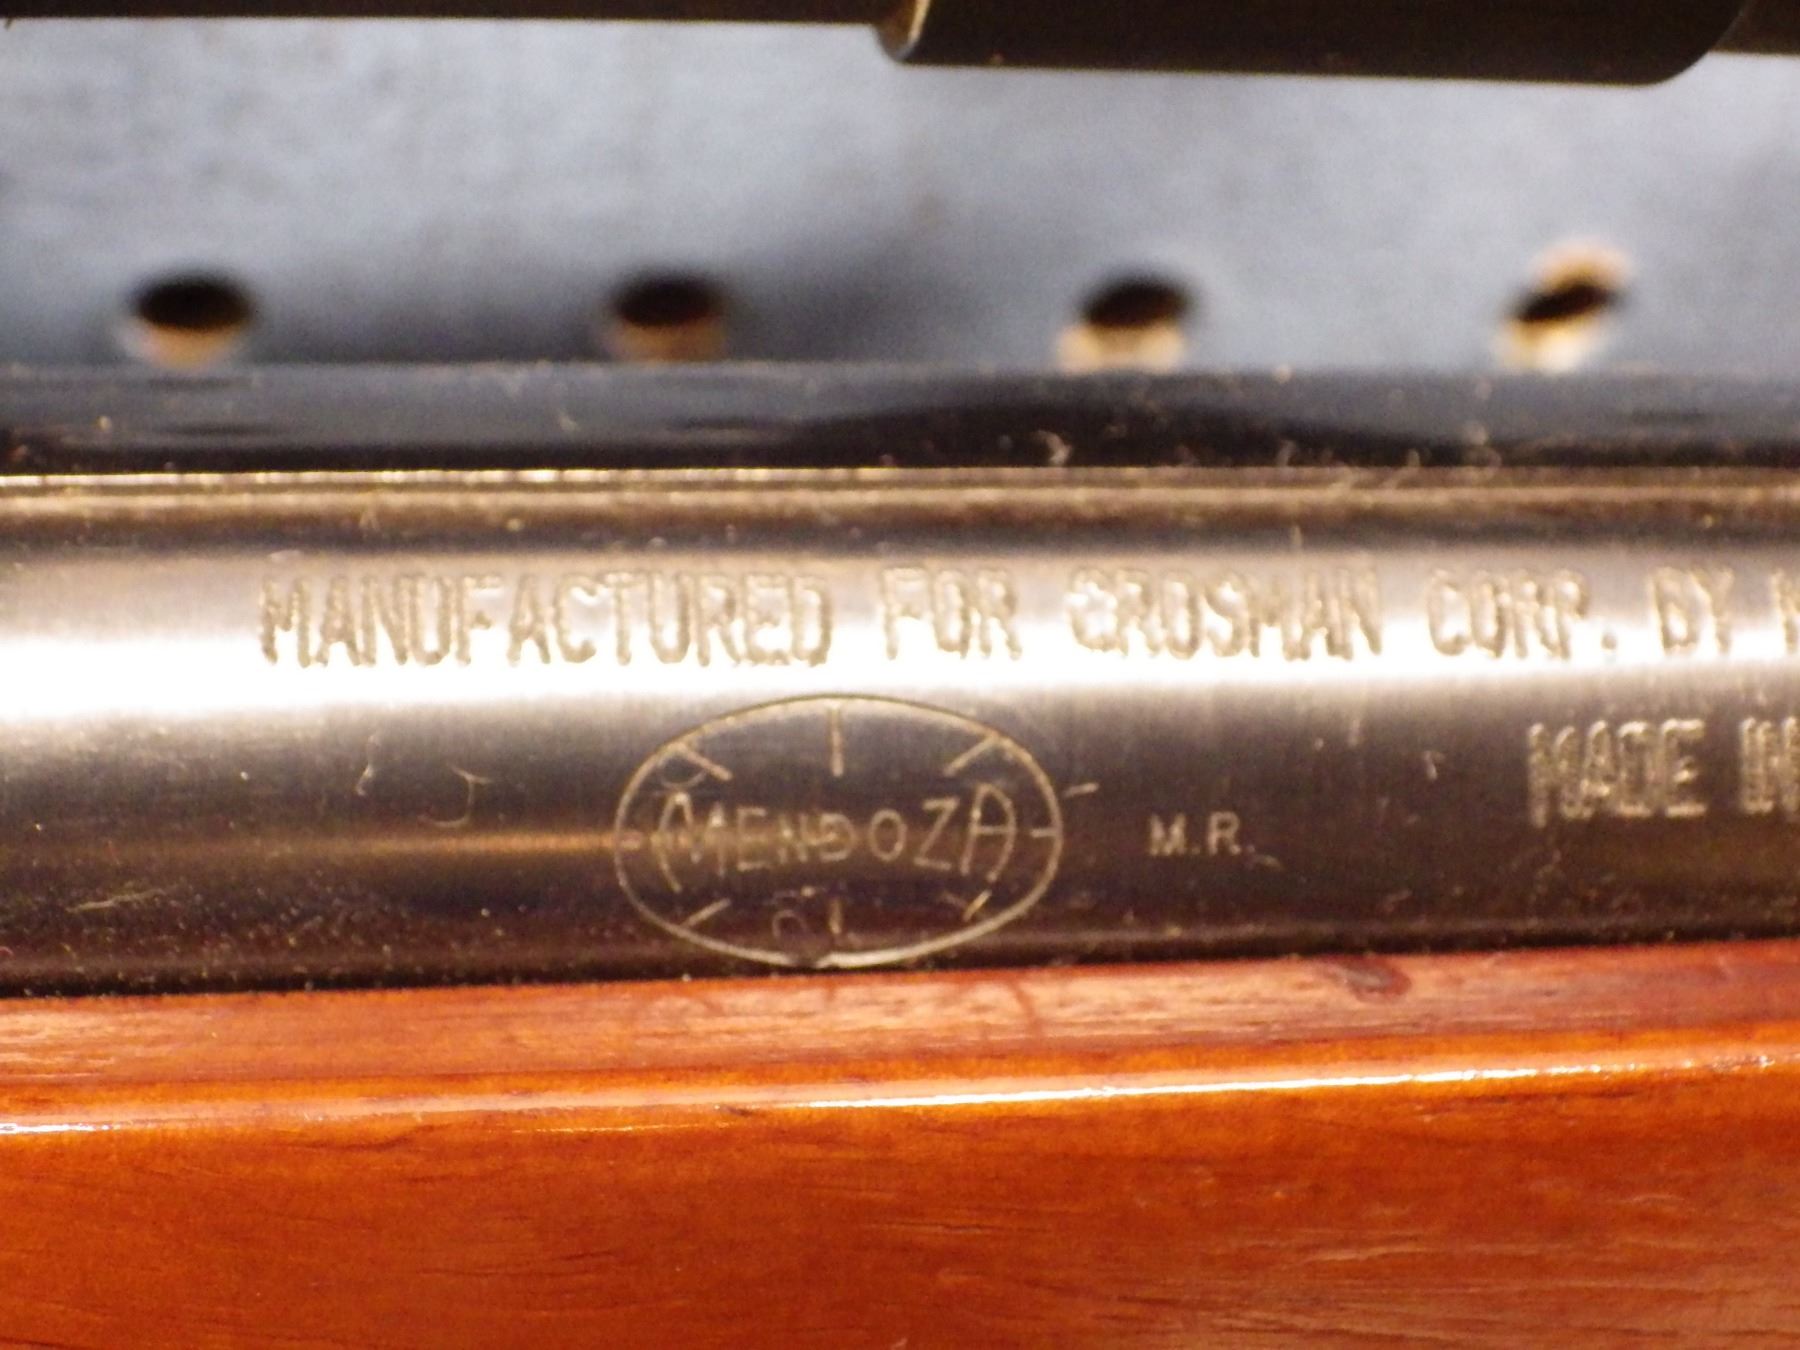 MANUFACTURED FOR CROSMAN CORP. BY
MENDOZA M.R.
MADE IN